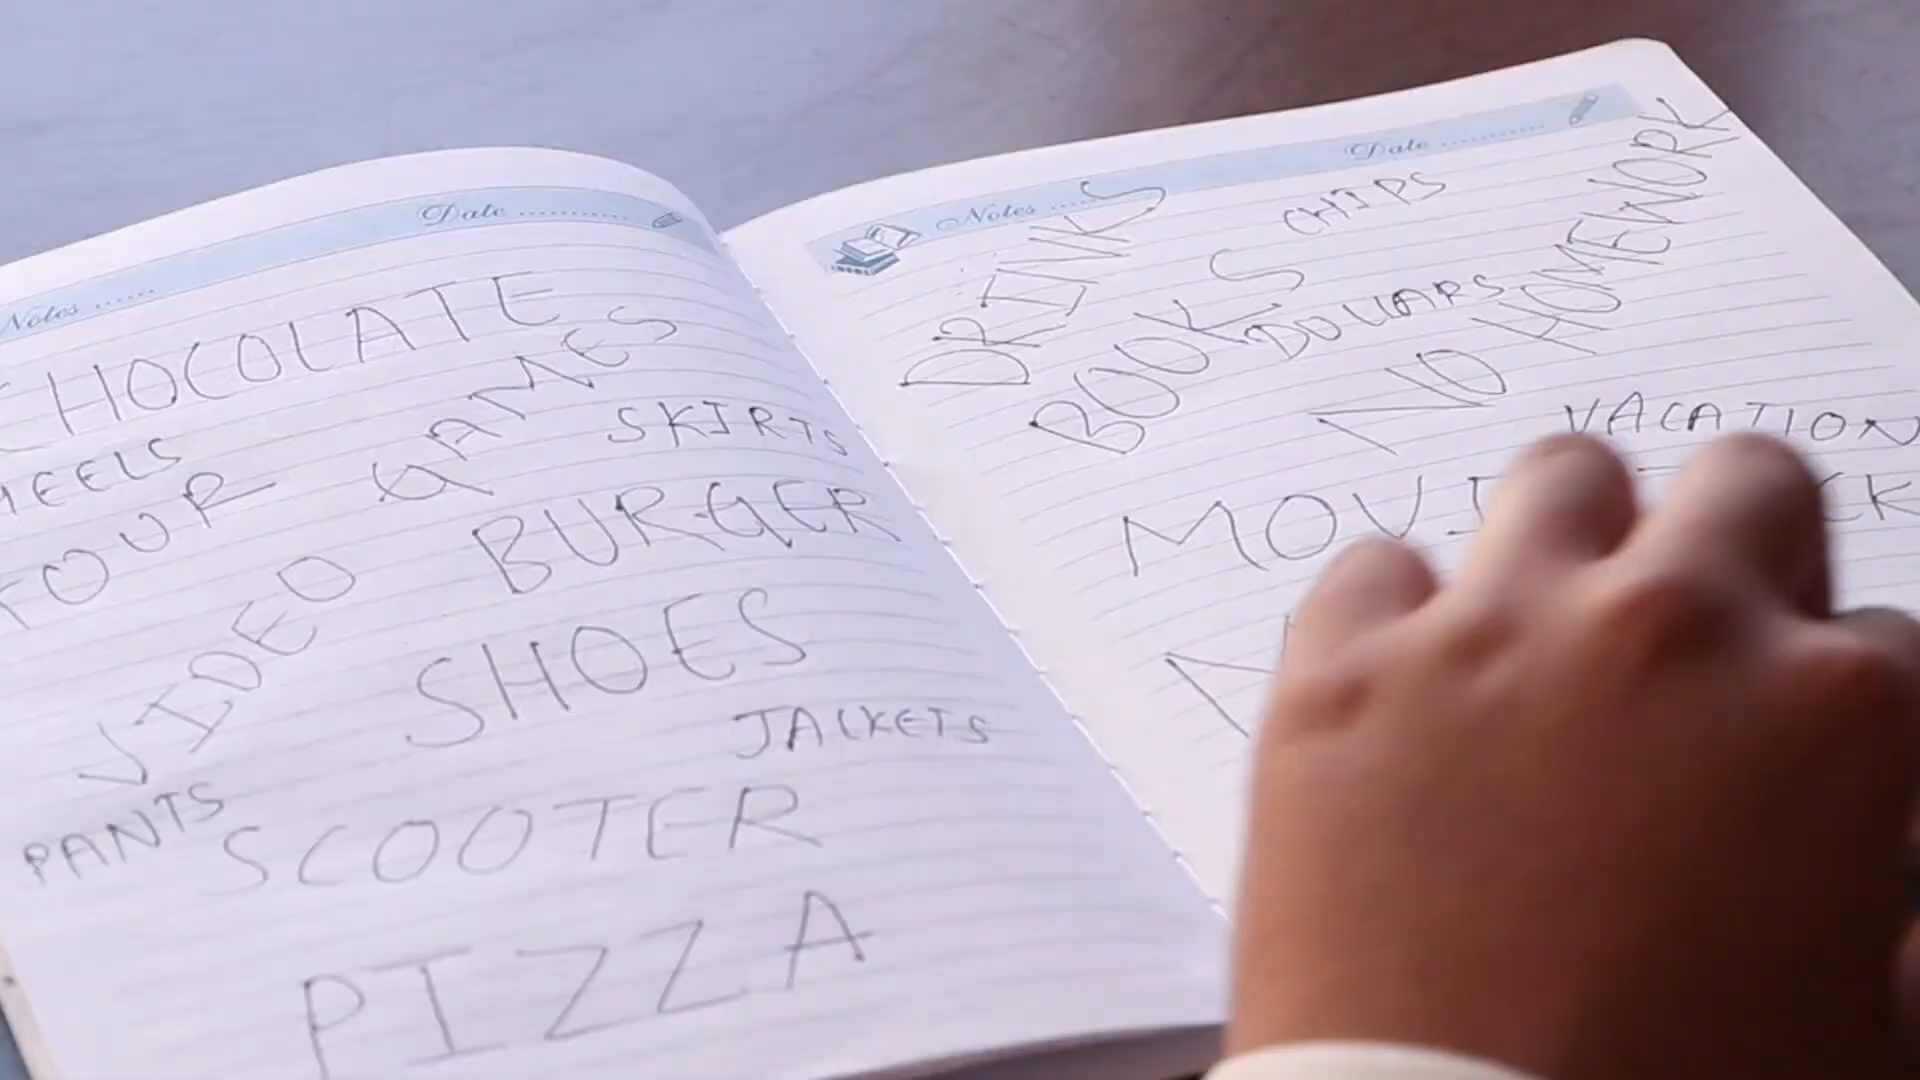 Notes ......
Date ...........
CHOCOLATE
HEELS
GAMES
SKIRTS
TOUR
BURGER
VIDEO
SHOES
JACKETS
PANTS
SCOOTER
PIZZA
Notes ......
Date ...........
DRINKS
CHIPS
BOOKS
DOLLARS
NO HOMEWORK
VACATION